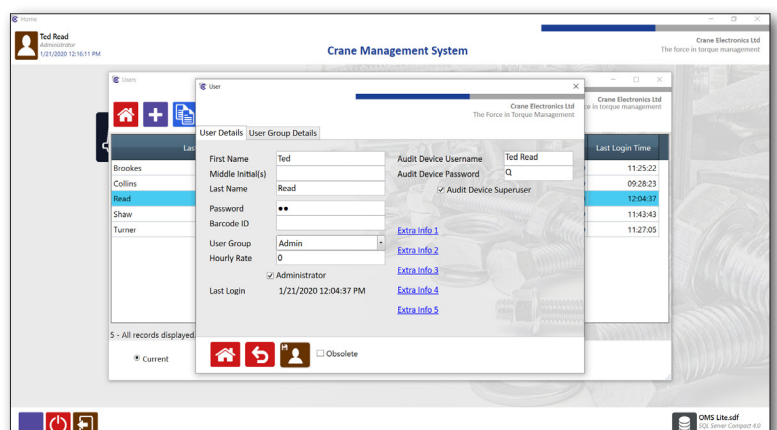 Home
Ted Read
Administrator
1/21/2020 12:16:11 PM
Crane Management System
Crane Electronics Ltd
The force in torque management
Users
Crane Electronics Ltd
ce in torque management
Las
Last Login Time
Brookes 11:25:22
Collins 09:28:23
Read 12:04:37
Shaw 11:43:43
Turner 11:27:05
5 - All records displayed.
Current
User
Crane Electronics Ltd
The Force in Torque Management
User Details User Group Details
First Name Ted
Middle Initial(s)
Last Name Read
Password ●●
Barcode ID
User Group Admin
Hourly Rate 0
Administrator
Last Login 1/21/2020 12:04:37 PM
Audit Device Username Ted Read
Audit Device Password Q
Audit Device Superuser
Extra Info 1
Extra Info 2
Extra Info 3
Extra Info 4
Extra Info 5
Obsolete
OMS Lite.sdf
SQL Server Compact 4.0